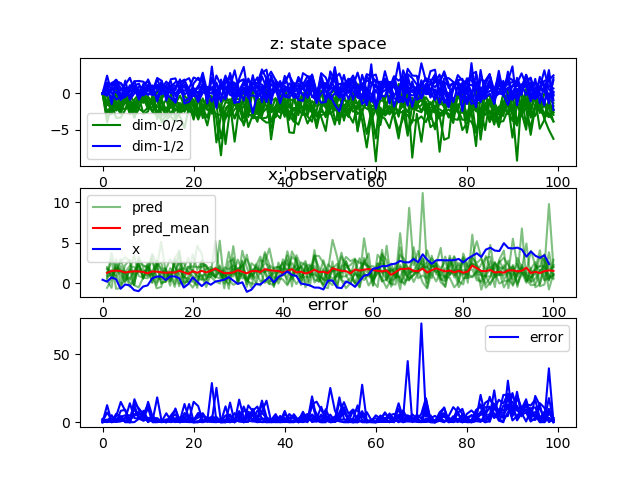 z: state space
0
−5
dim-0/2
dim-1/2
0 20 40 60 80 100
x: observation
10
5
0
pred
pred_mean
x
0 20 40 60 80 100
error
50
0
error
0 20 40 60 80 100